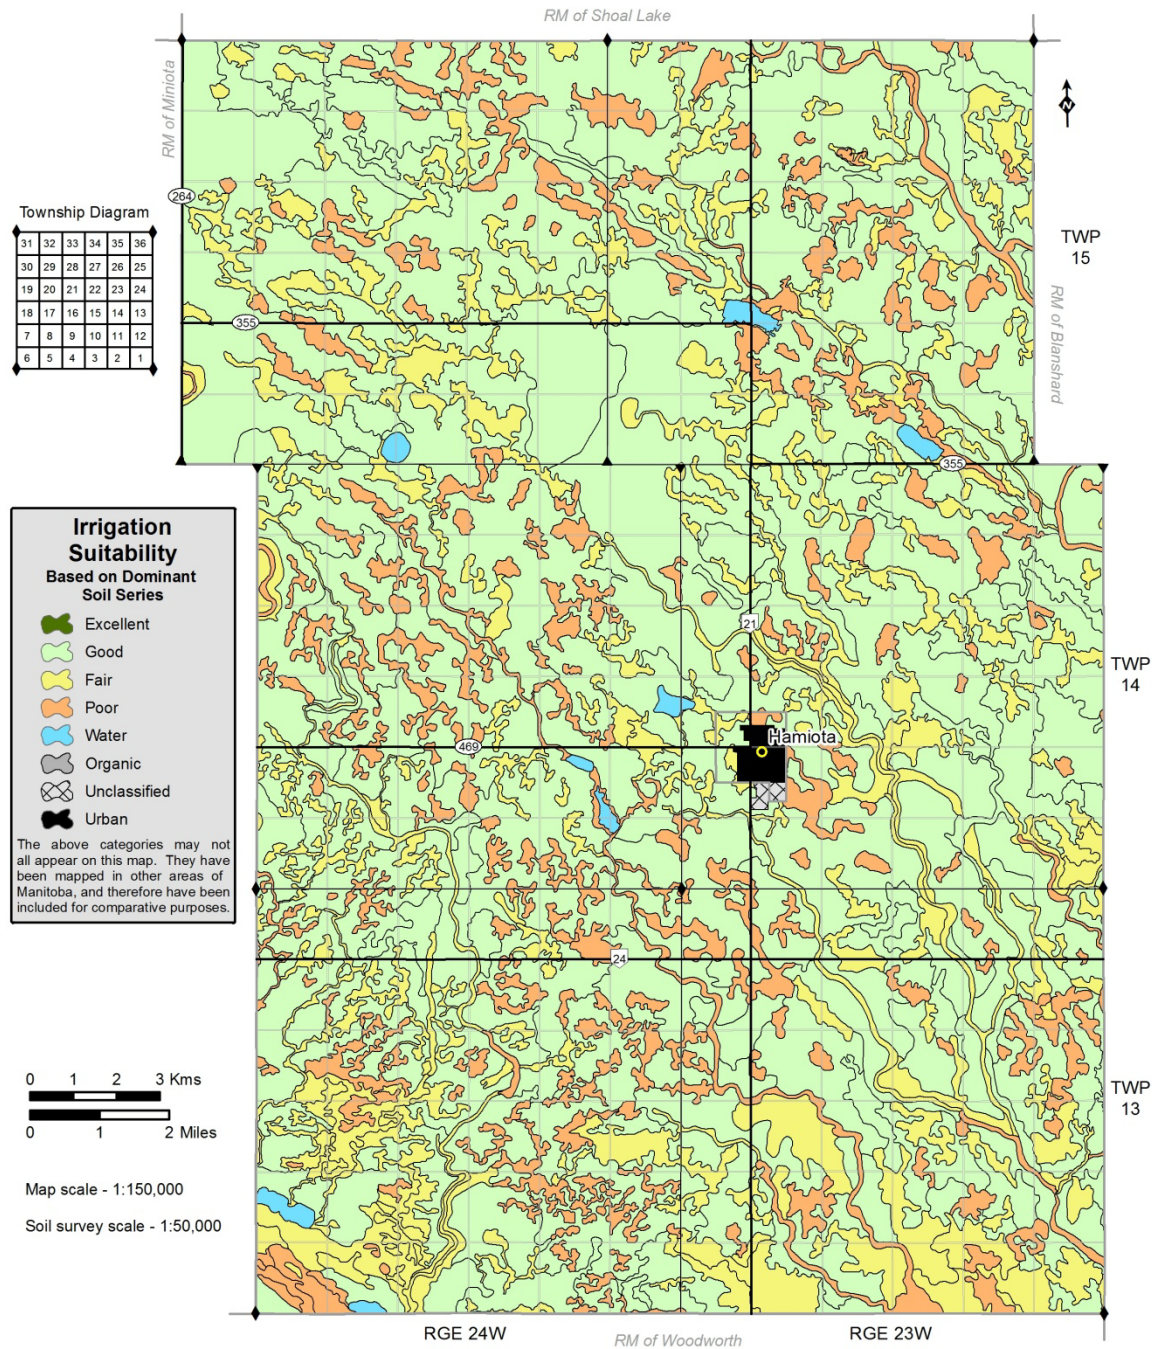 RM of Shoal Lake
RM of Miniota
264
Township Diagram
31 32 33 34 35 36
30 29 28 27 26 25
19 20 21 22 23 24
18 17 16 15 14 13
7 8 9 10 11 12
6 5 4 3 2 1
N
TWP
15
RM of Blanshard
355
355
Irrigation
Suitability
Based on Dominant
Soil Series
Excellent
Good
Fair
Poor
Water
Organic
Unclassified
Urban
The above categories may not
all appear on this map. They have
been mapped in other areas of
Manitoba, and therefore have been
included for comparative purposes.
21
TWP
14
Hamiota
469
24
0 1 2 3 Kms
0 1 2 Miles
TWP
13
Map scale - 1:150,000
Soil survey scale - 1:50,000
RGE 24W
RM of Woodworth
RGE 23W